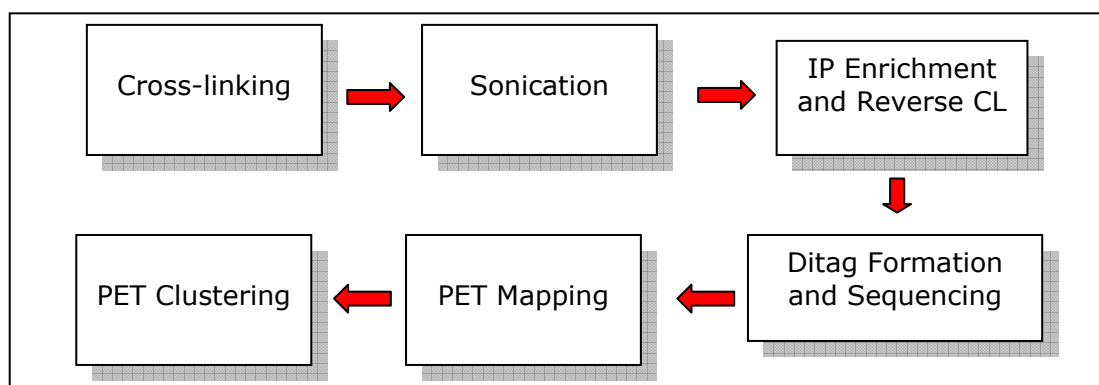 Cross-linking
Sonication
IP Enrichment
and Reverse CL
Ditag Formation
and Sequencing
PET Mapping
PET Clustering